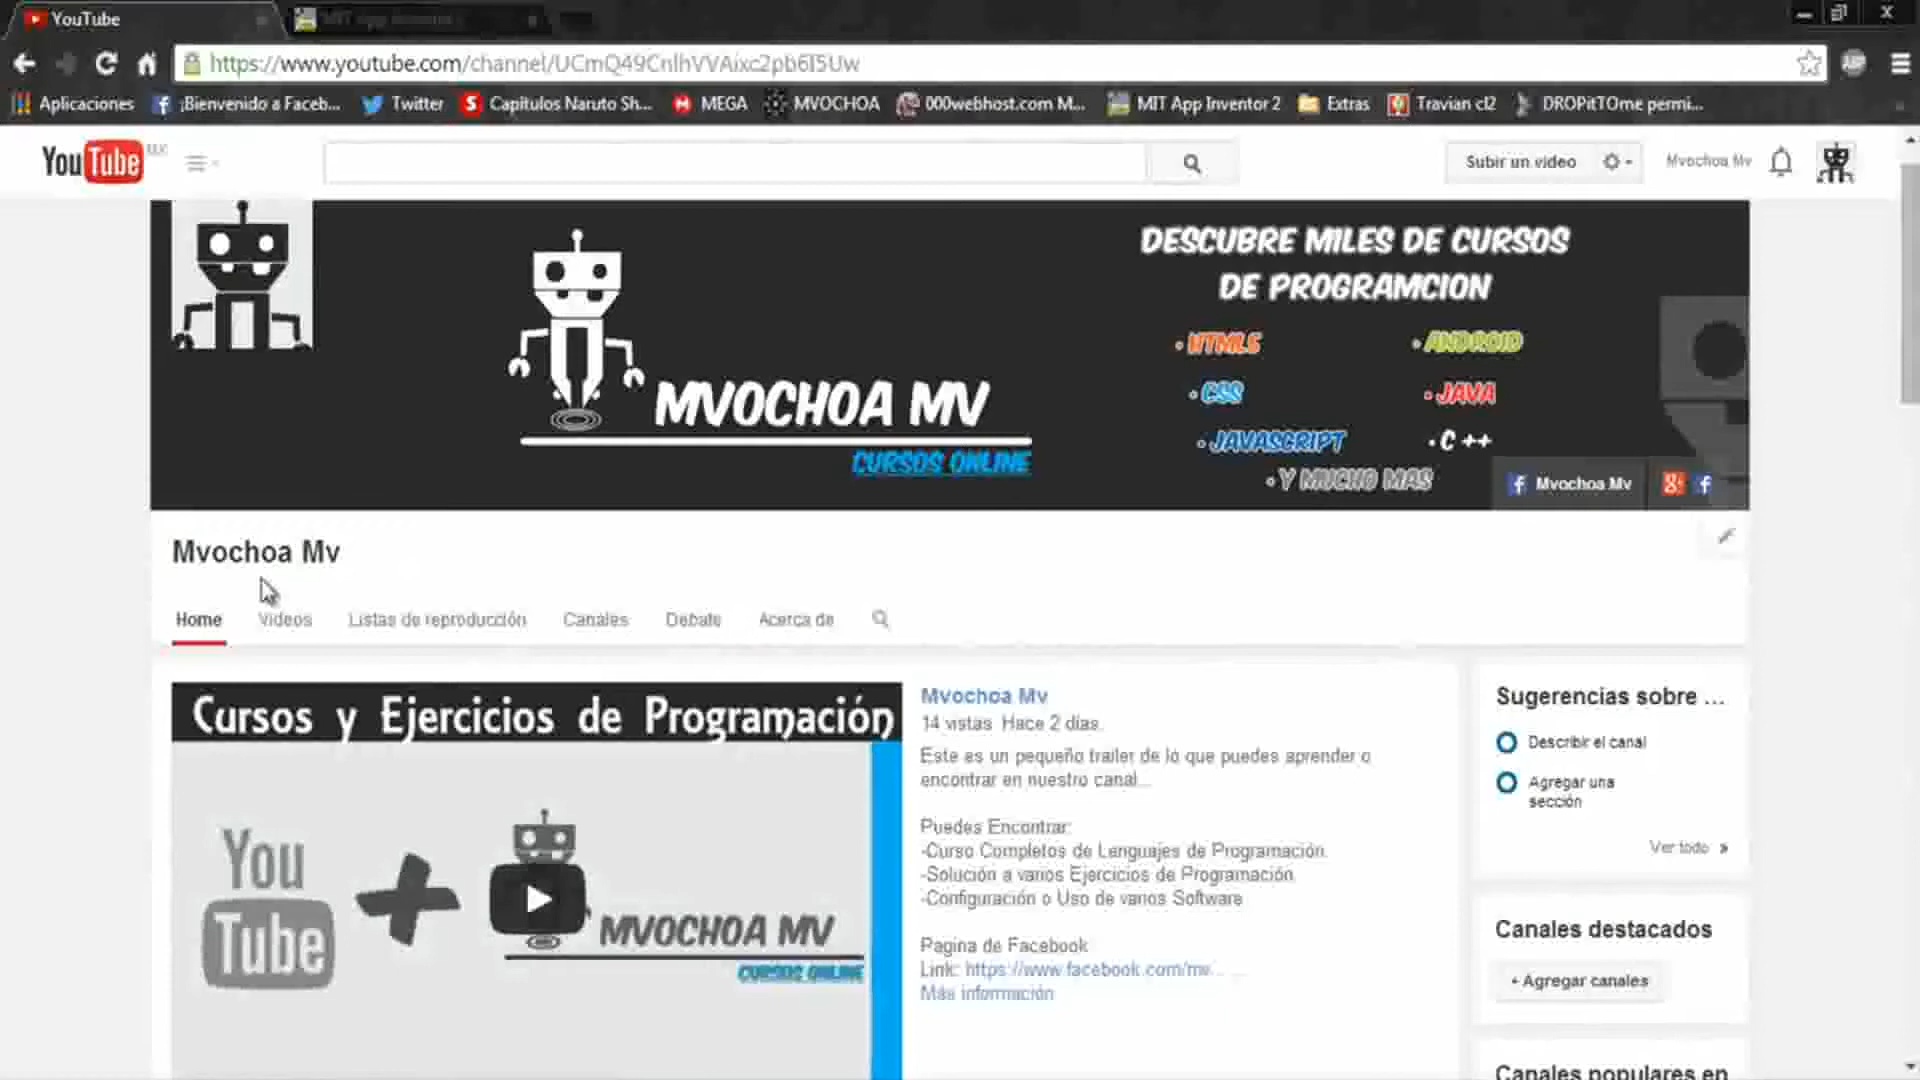 YouTube
MIT App Invento
https://www.youtube.com/channel/UCmQ49CnlhVVAixc2pb6I5Uw
Aplicaciones
¡Bienvenido a Faceb...
Twitter
Capitulos Naruto Sh...
MEGA
MVOCHOA
000webhost.com M...
MIT App Inventor 2
Extras
Travian cl2
DROPitTOme permi...
YouTube MX
Subir un video
Mvochoa Mv
DESCUBRE MILES DE CURSOS
DE PROGRAMCION
• HTML5
• ANDROID
• CSS
• JAVA
• JAVASCRIPT
• C ++
• Y MUCHO MAS
MVOCHOA MV
CURSOS ONLINE
Mvochoa Mv
Mvochoa Mv
Home
Videos
Listas de reproducción
Canales
Debate
Acerca de
Cursos y Ejercicios de Programación
You
Tube
MVOCHOA MV
CURSOS ONLINE
Mvochoa Mv
14 vistas Hace 2 días.
Este es un pequeño trailer de lo que puedes aprender o
encontrar en nuestro canal...
Puedes Encontrar:
-Curso Completos de Lenguajes de Programación.
-Solución a varios Ejercicios de Programación
-Configuración o Uso de varios Software
Pagina de Facebook
Link: https://www.facebook.com/mv...
Más información
Sugerencias sobre ...
Describir el canal
Agregar una
sección
Ver todo »
Canales destacados
+ Agregar canales
Canales populares en